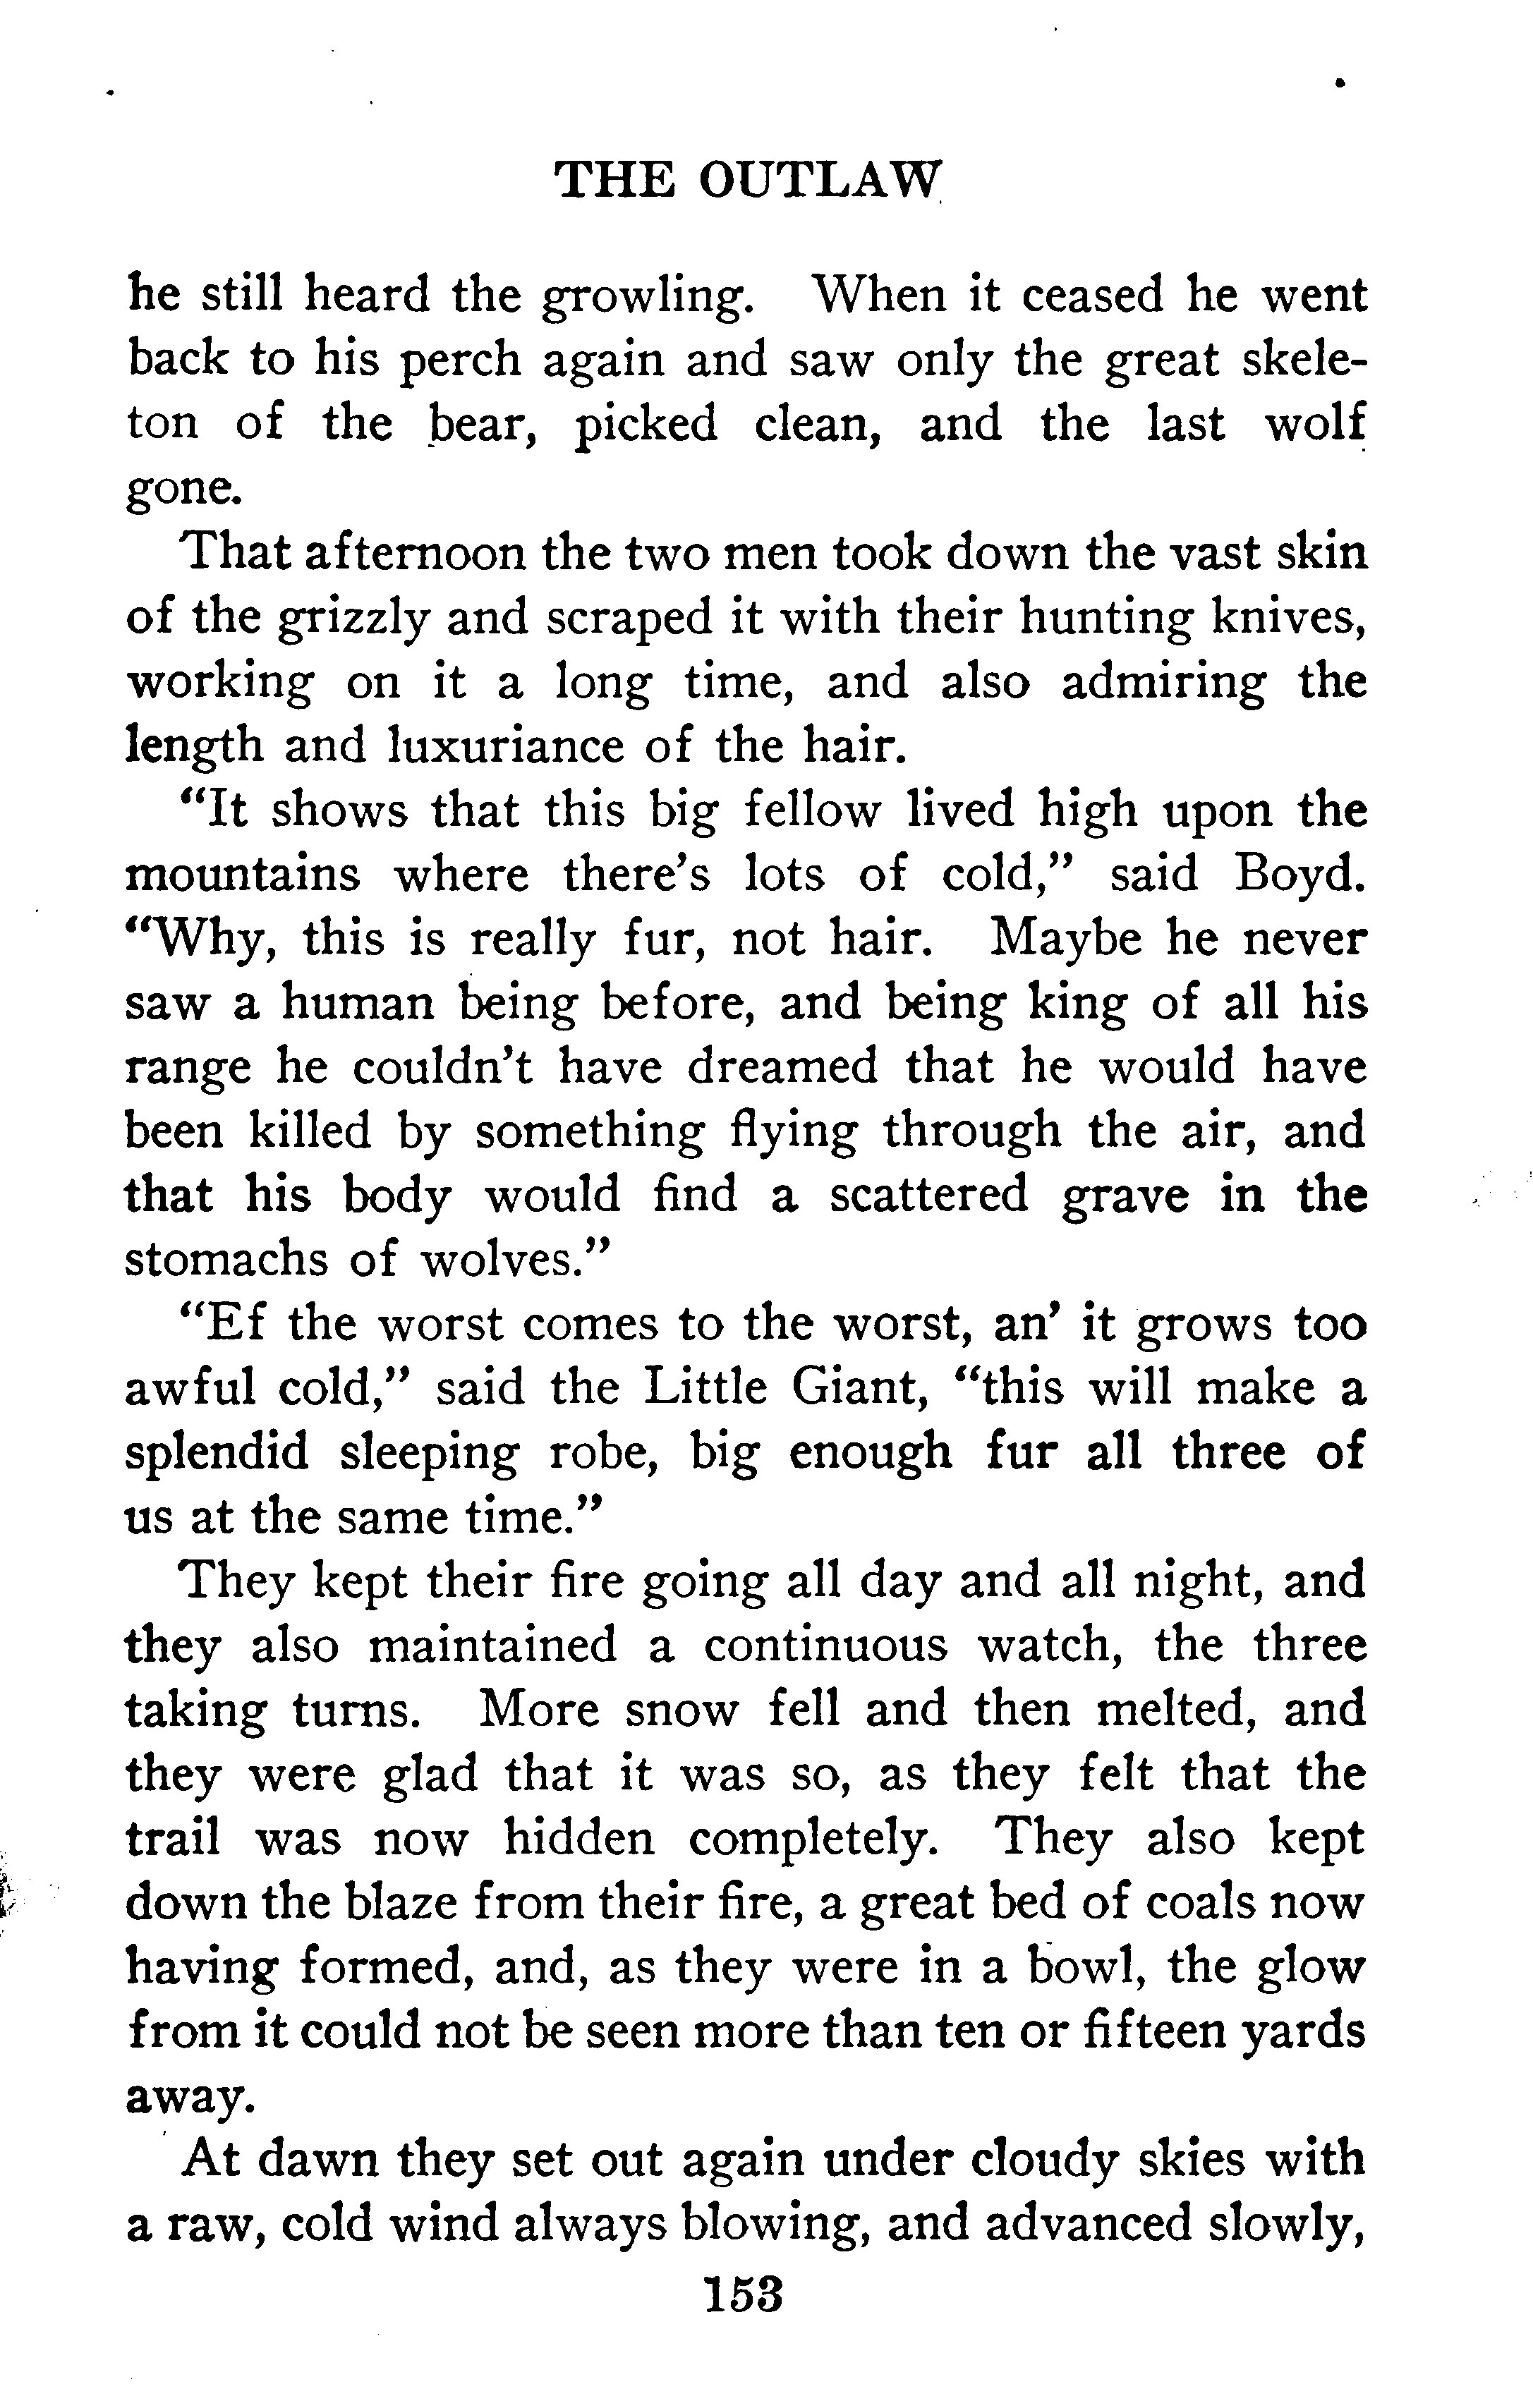 THE OUTLAW
he still heard the growling. When it ceased he went
back to his perch again and saw only the great skele-
ton of the bear, picked clean, and the last wolf
gone.
That afternoon the two men took down the vast skin
of the grizzly and scraped it with their hunting knives,
working on it a long time, and also admiring the
length and luxuriance of the hair.
“It shows that this big fellow lived high upon the
mountains where there’s lots of cold,” said Boyd.
“Why, this is really fur, not hair. Maybe he never
saw a human being before, and being king of all his
range he couldn’t have dreamed that he would have
been killed by something flying through the air, and
that his body would find a scattered grave in the
stomachs of wolves.”
“Ef the worst comes to the worst, an’ it grows too
awful cold,” said the Little Giant, “this will make a
splendid sleeping robe, big enough fur all three of
us at the same time.”
They kept their fire going all day and all night, and
they also maintained a continuous watch, the three
taking turns. More snow fell and then melted, and
they were glad that it was so, as they felt that the
trail was now hidden completely. They also kept
down the blaze from their fire, a great bed of coals now
having formed, and, as they were in a bowl, the glow
from it could not be seen more than ten or fifteen yards
away.
At dawn they set out again under cloudy skies with
a raw, cold wind always blowing, and advanced slowly,
153